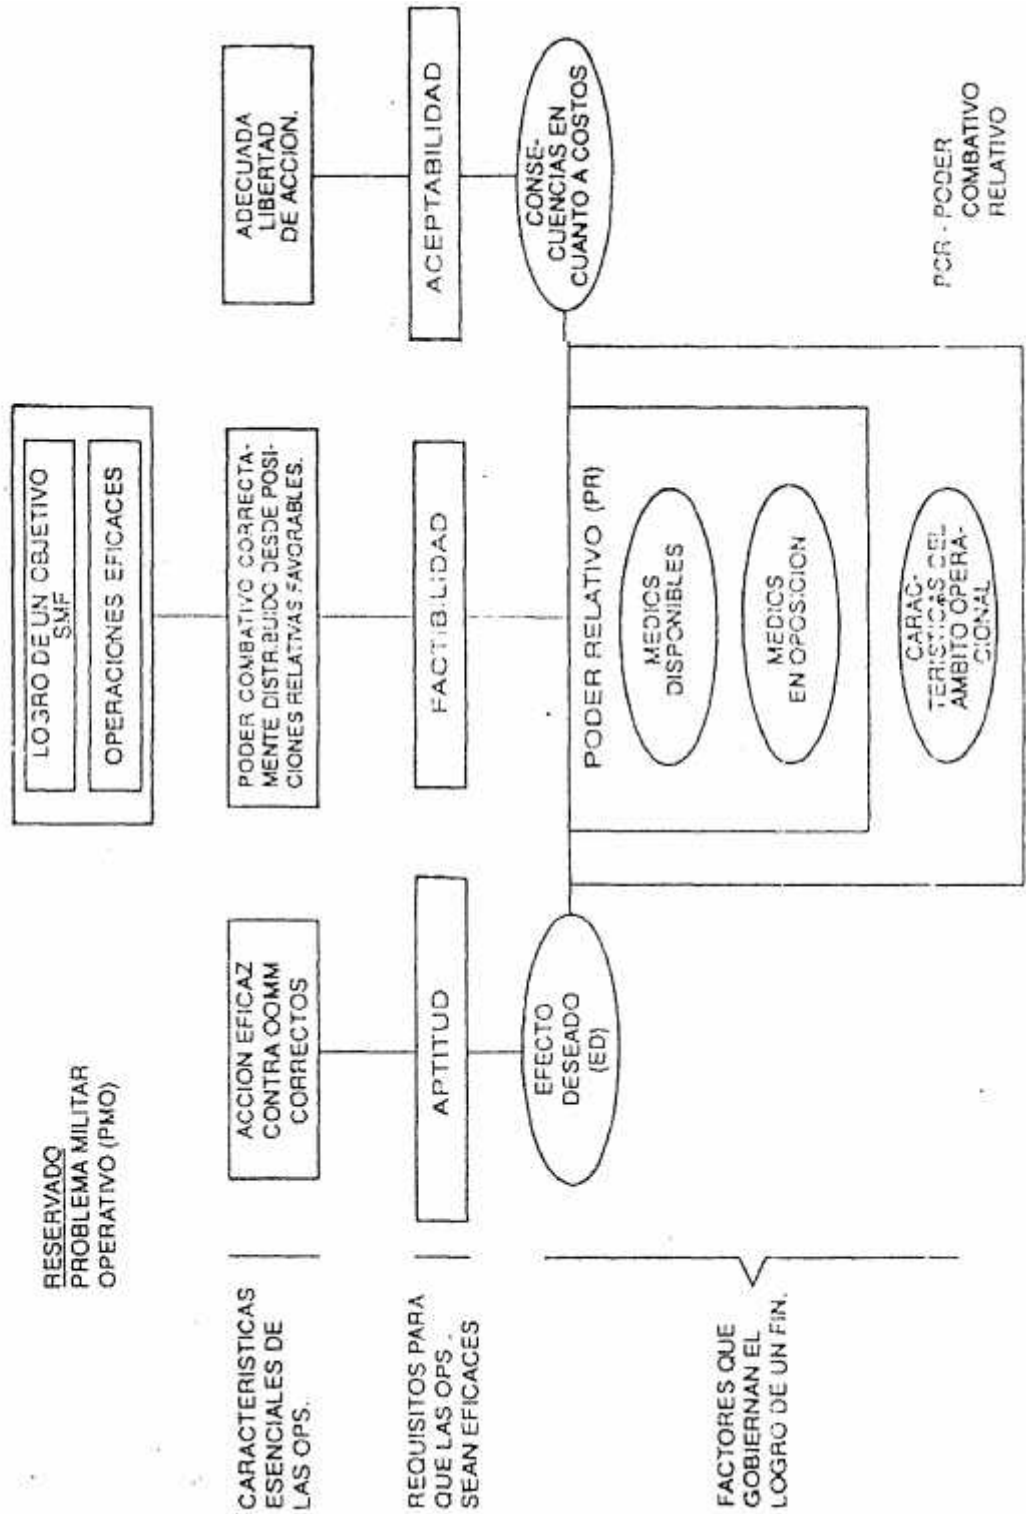 RESERVADO
PROBLEMA MILITAR
OPERATIVO (PMO)
LOGRO DE UN OBJETIVO
SMF
OPERACIONES EFICACES
CARACTERISTICAS
ESENCIALES DE
LAS OPS.
ACCION EFICAZ
CONTRA OOMM
CORRECTOS
PODER COMBATIVO CORRECTA-
MENTE DISTRIBUIDO DESDE POSI-
CIONES RELATIVAS FAVORABLES.
ADECUADA
LIBERTAD
DE ACCION.
REQUISITOS PARA
QUE LAS OPS.
SEAN EFICACES
APTITUD
FACTIBILIDAD
ACEPTABILIDAD
FACTORES QUE
GOBIERNAN EL
LOGRO DE UN FIN.
EFECTO
DESEADO
(ED)
PODER RELATIVO (PR)
MEDIOS
DISPONIBLES
MEDIOS
EN OPOSICION
CARAC-
TERISTICAS DEL
AMBITO OPERA-
CIONAL
CONSE-
CUENCIAS EN
CUANTO A COSTOS
PCR - PODER
COMBATIVO
RELATIVO